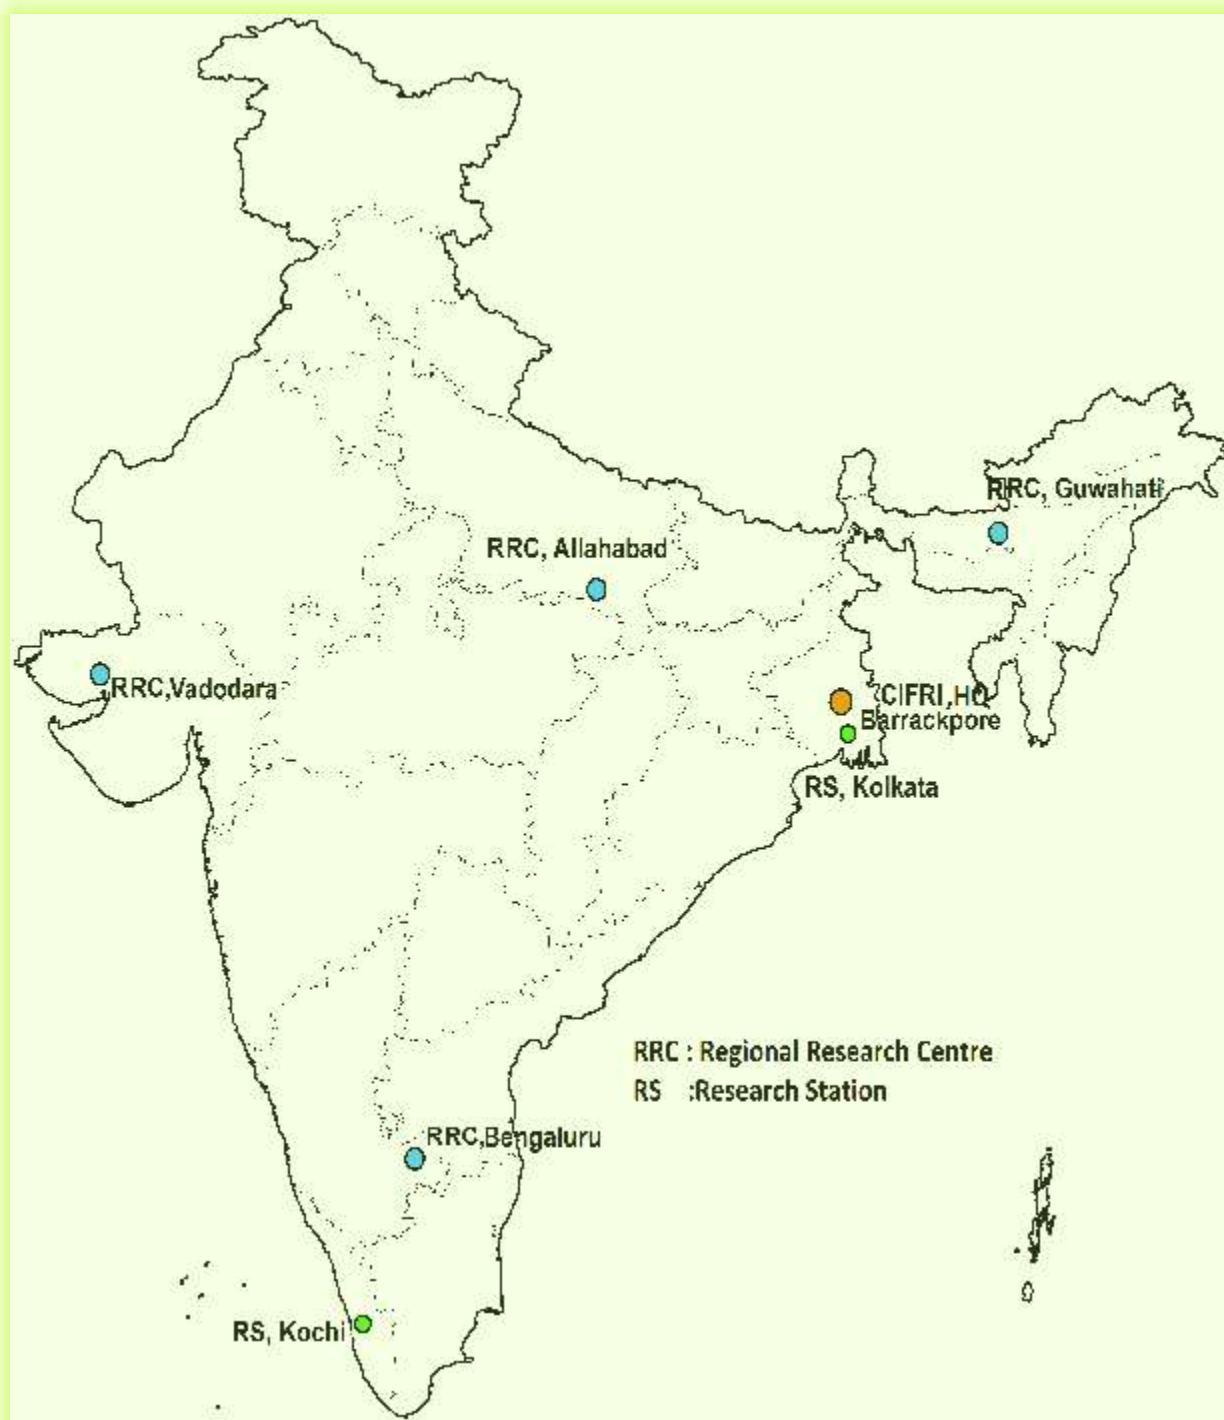 RRC, Guwahati
RRC, Allahabad
RRC,Vadodara
CIFRI,HQ
Barrackpore
RS, Kolkata
RRC : Regional Research Centre
RS :Research Station
RRC,Bengaluru
RS, Kochi